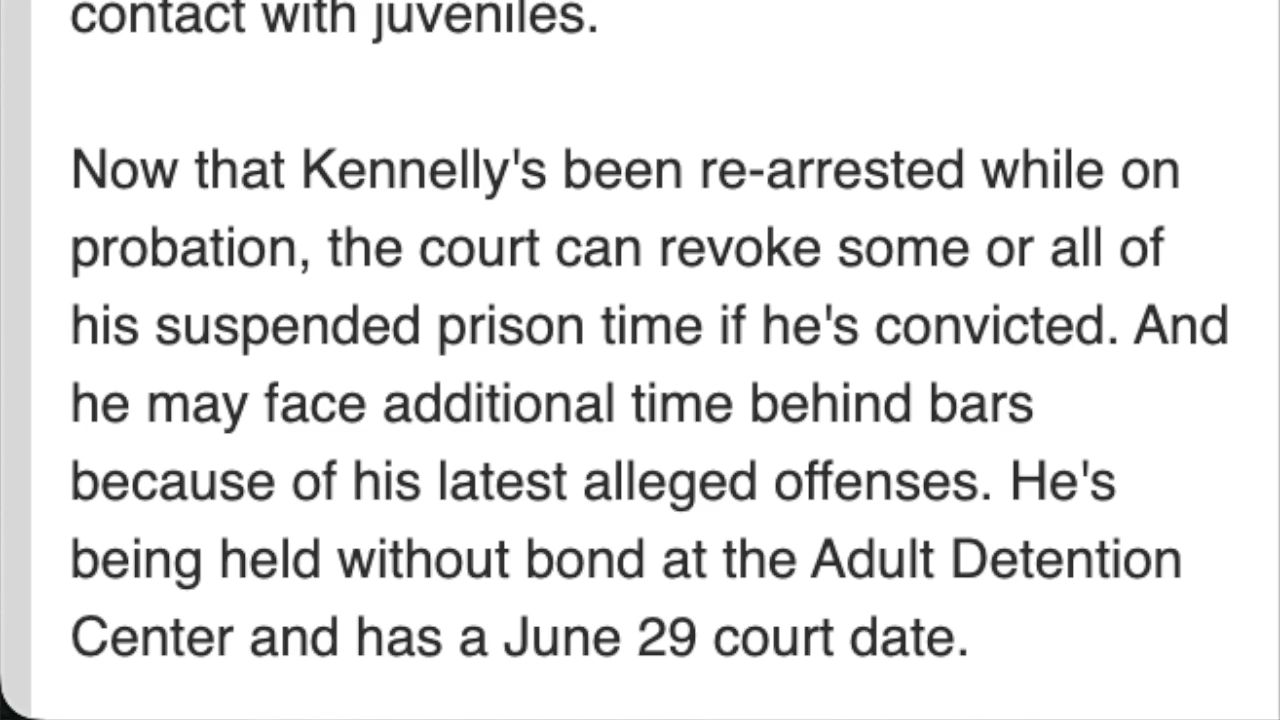 contact with juveniles.
Now that Kennelly's been re-arrested while on
probation, the court can revoke some or all of
his suspended prison time if he's convicted. And
he may face additional time behind bars
because of his latest alleged offenses. He's
being held without bond at the Adult Detention
Center and has a June 29 court date.